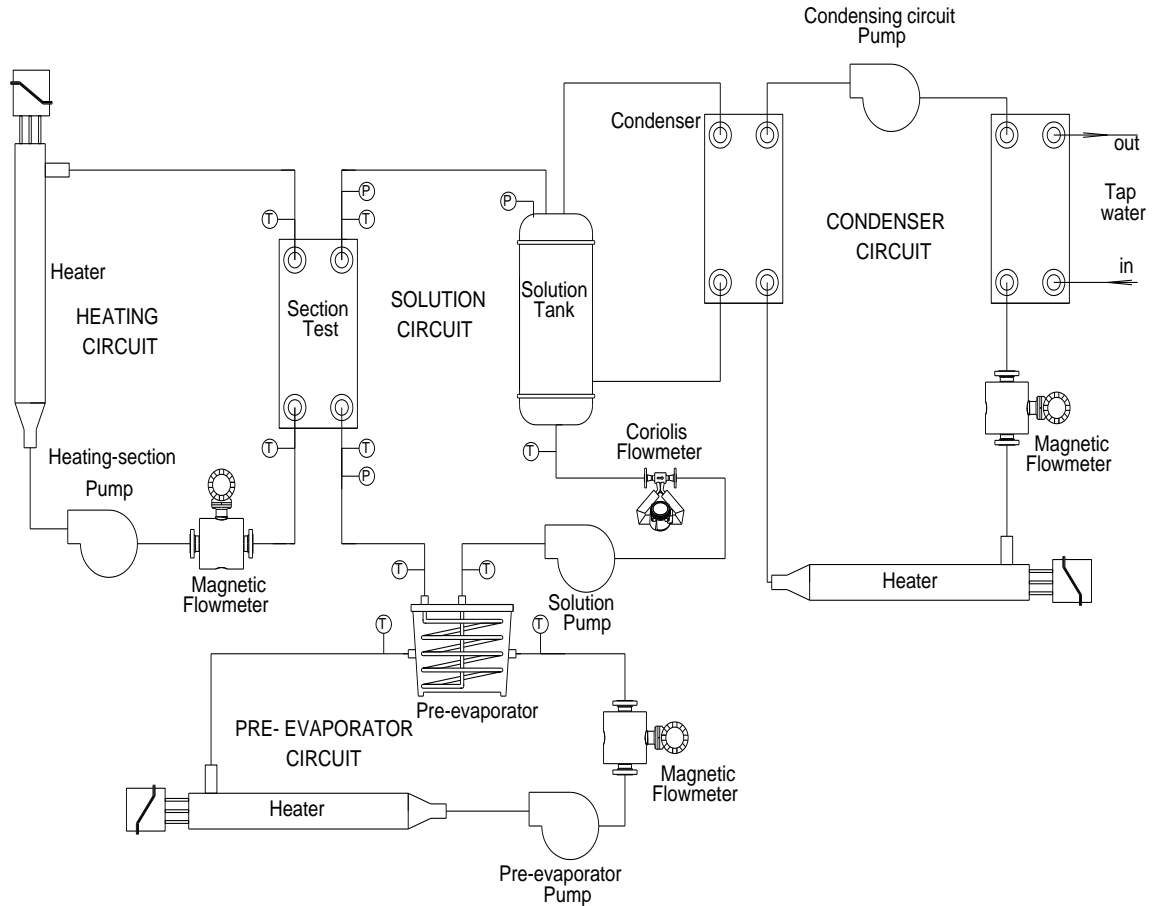 Condensing circuit
Pump
Condenser
out
Tap
water
in
CONDENSER
CIRCUIT
P
T
T
P
Heater
HEATING
CIRCUIT
Section
Test
SOLUTION
CIRCUIT
Solution
Tank
T
T
P
T
Coriolis
Flowmeter
Magnetic
Flowmeter
Heating-section
Pump
Magnetic
Flowmeter
T
T
Solution
Pump
Heater
T
T
Pre-evaporator
PRE- EVAPORATOR
CIRCUIT
Magnetic
Flowmeter
Heater
Pre-evaporator
Pump